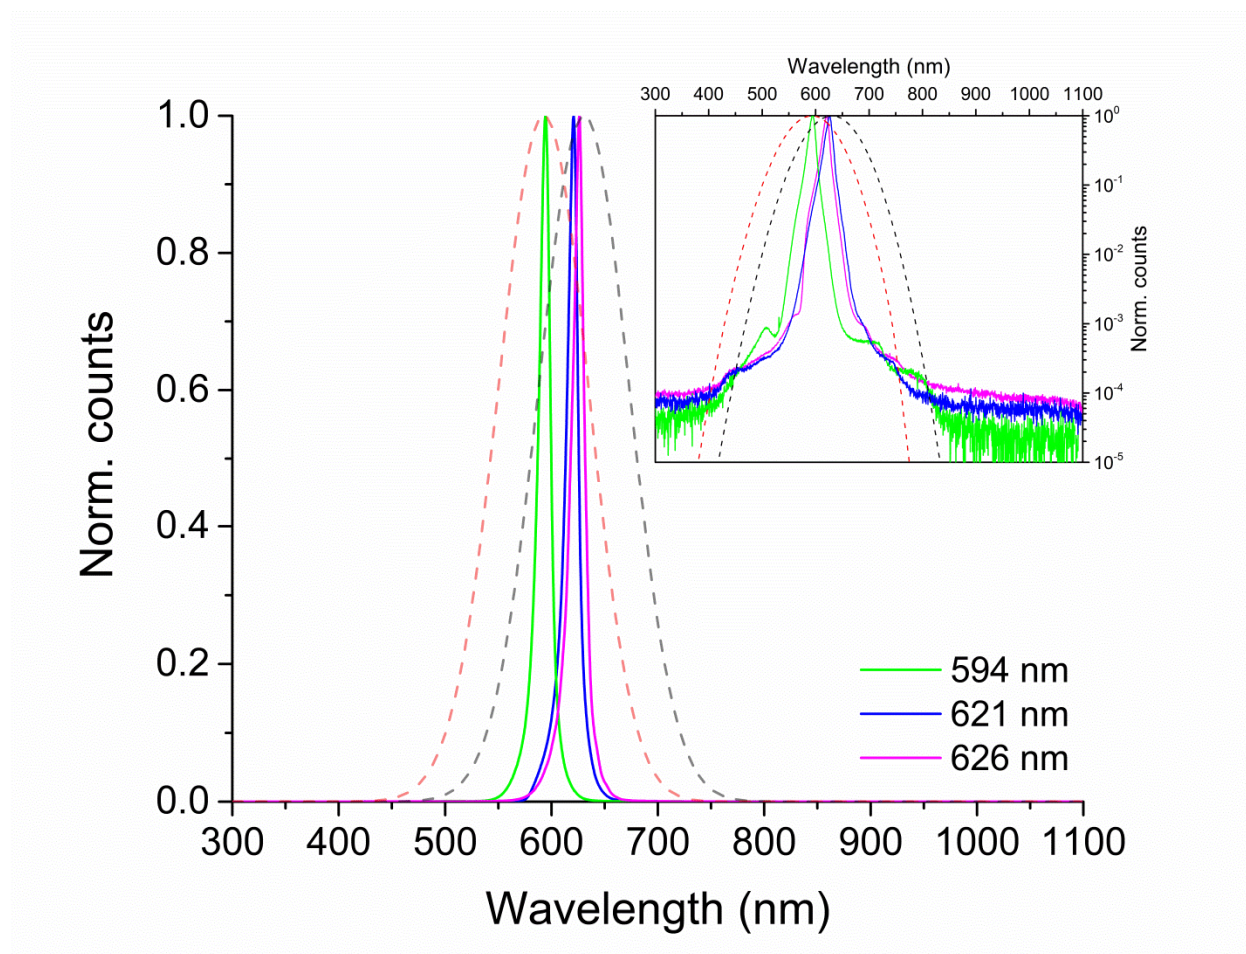 Wavelength (nm)
300 400 500 600 700 800 900 1000 1100
10⁰
10⁻¹
10⁻²
10⁻³
10⁻⁴
10⁻⁵
Norm. counts
1.0
0.8
0.6
0.4
0.2
0.0
Norm. counts
594 nm
621 nm
626 nm
300 400 500 600 700 800 900 1000 1100
Wavelength (nm)